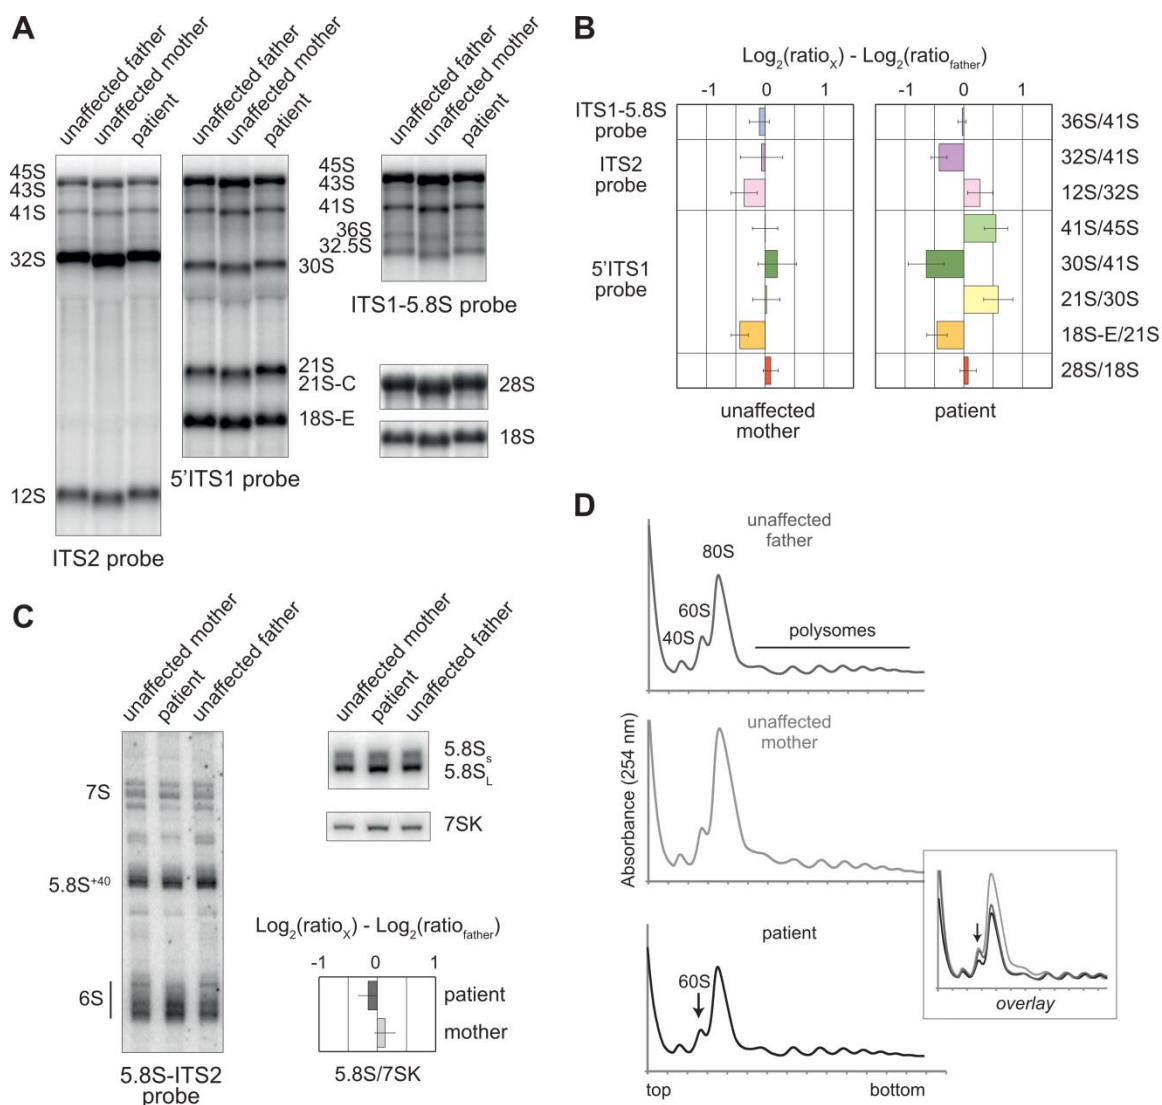 A
unaffected father
unaffected mother
patient
unaffected father
unaffected mother
patient
unaffected father
unaffected mother
patient
45S
43S
41S
32S
12S
ITS2 probe
45S
43S
41S
36S
32.5S
30S
21S
21S-C
18S-E
5'ITS1 probe
ITS1-5.8S probe
28S
18S
B
Log2(ratioX) - Log2(ratiofather)
-1 0 1
-1 0 1
ITS1-5.8S
probe
ITS2
probe
5'ITS1
probe
36S/41S
32S/41S
12S/32S
41S/45S
30S/41S
21S/30S
18S-E/21S
28S/18S
unaffected
mother
patient
C
unaffected mother
patient
unaffected father
7S
5.8S+40
6S
5.8S-ITS2
probe
unaffected mother
patient
unaffected father
5.8Ss
5.8SL
7SK
Log2(ratioX) - Log2(ratiofather)
-1 0 1
patient
mother
5.8S/7SK
D
unaffected
father
80S
60S
40S
polysomes
unaffected
mother
Absorbance (254 nm)
patient
60S
top
bottom
overlay